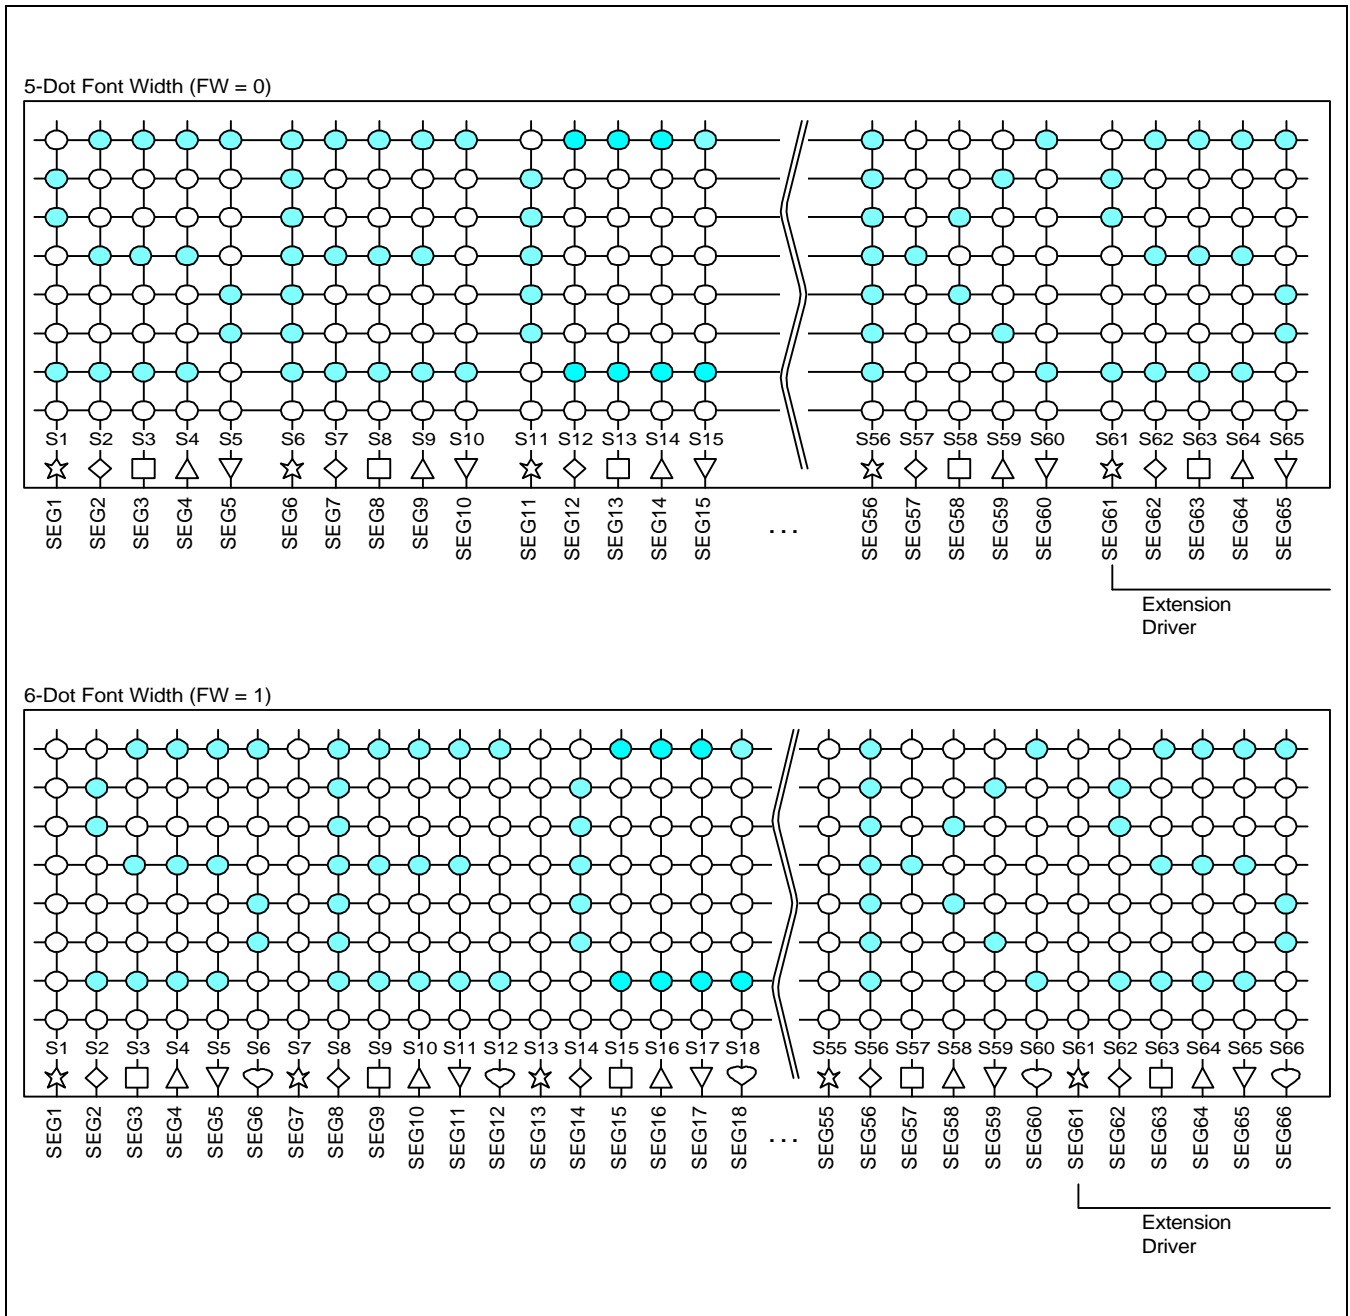 5-Dot Font Width (FW = 0)
S1 S2 S3 S4 S5 S6 S7 S8 S9 S10 S11 S12 S13 S14 S15 S56 S57 S58 S59 S60 S61 S62 S63 S64 S65
SEG1 SEG2 SEG3 SEG4 SEG5 SEG6 SEG7 SEG8 SEG9 SEG10 SEG11 SEG12 SEG13 SEG14 SEG15 ... SEG56 SEG57 SEG58 SEG59 SEG60 SEG61 SEG62 SEG63 SEG64 SEG65
Extension
Driver
6-Dot Font Width (FW = 1)
S1 S2 S3 S4 S5 S6 S7 S8 S9 S10 S11 S12 S13 S14 S15 S16 S17 S18 S55 S56 S57 S58 S59 S60 S61 S62 S63 S64 S65 S66
SEG1 SEG2 SEG3 SEG4 SEG5 SEG6 SEG7 SEG8 SEG9 SEG10 SEG11 SEG12 SEG13 SEG14 SEG15 SEG16 SEG17 SEG18 ... SEG55 SEG56 SEG57 SEG58 SEG59 SEG60 SEG61 SEG62 SEG63 SEG64 SEG65 SEG66
Extension
Driver